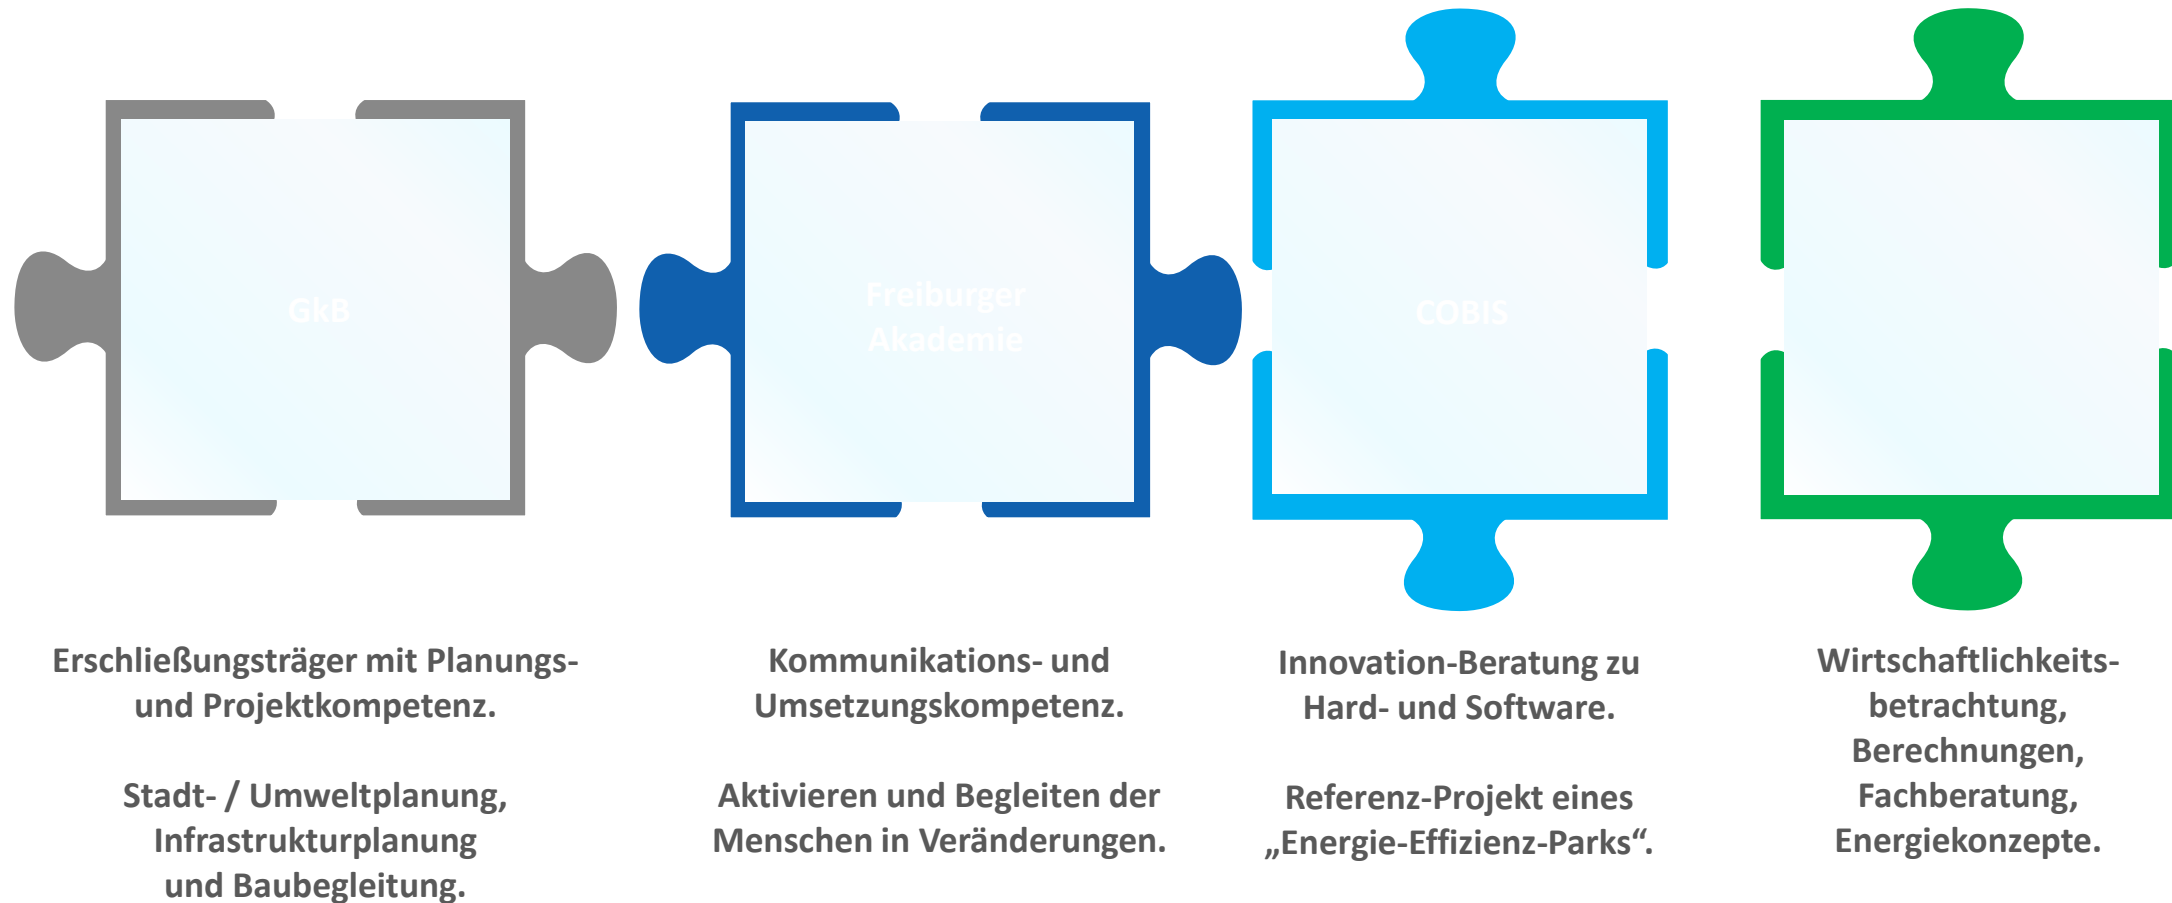 GkB
Freiburger
Akademie
COBIS
Erschließungsträger mit Planungs-
und Projektkompetenz.
Stadt- / Umweltplanung,
Infrastrukturplanung
und Baubegleitung.
Kommunikations- und
Umsetzungskompetenz.
Aktivieren und Begleiten der
Menschen in Veränderungen.
Innovation-Beratung zu
Hard- und Software.
Referenz-Projekt eines
„Energie-Effizienz-Parks“.
Wirtschaftlichkeits-
betrachtung,
Berechnungen,
Fachberatung,
Energiekonzepte.